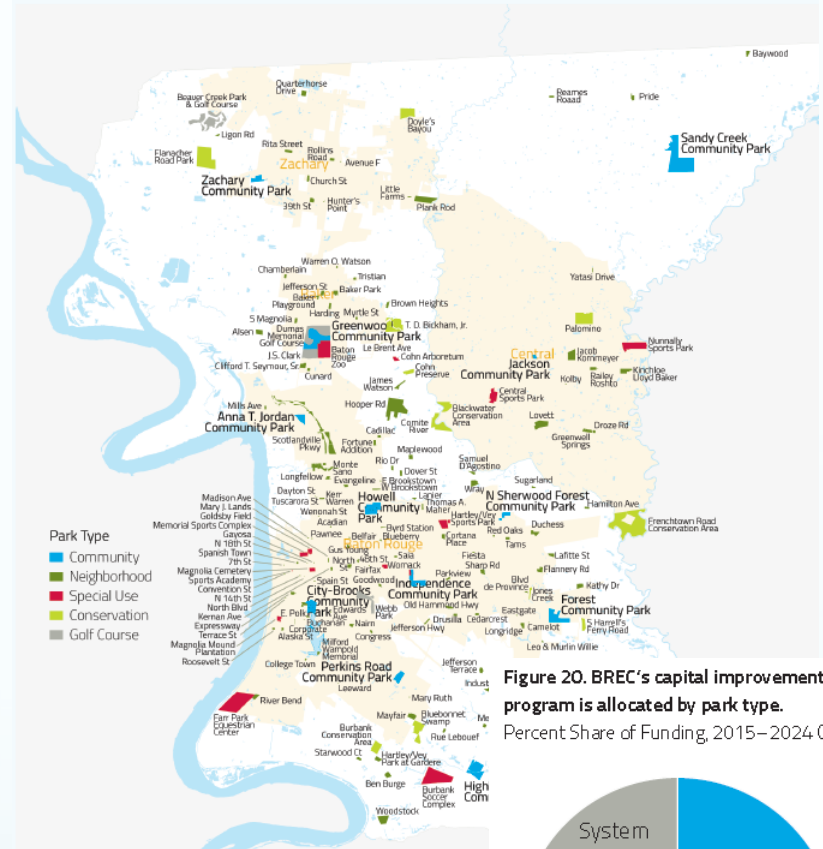 Baywood
Quarterhorse
Drive
Beaver Creek Park
& Golf Course
Reames
Roaad
Pride
Doyle's
Bayou
Ligon Rd
Sandy Creek
Community Park
Rita Street
Rollins
Road
Flanacher
Road Park
Zachary
Avenue F
Zachary
Community Park
Church St
Little
Farms
39th St
Hunter's
Point
Plank Rod
Warren O. Watson
Chamberlain
Tristian
Yatasi Drive
Jefferson St
Baker
Baker Park
Playground
Brown Heights
Harding
Myrtle St
S Magnolia
Palomino
Alsen
Dumas
Memorial
Golf Course
Greenwoo
Community Park
T. D. Bickham, Jr.
Nunnally
Sports Park
J.S. Clark
Baton
Rouge
Zoo
Le Brent Ave
Cohn Arboretum
Central
Jackson
Community Park
Jacob
Kornmeyer
Clifford T. Seymour, Sr.
Cunard
Cohn
Preserve
Kolby
Railey
Roshto
Kirichloe
Lloyd Baker
James
Watson
Central
Sports Park
Mills Ave
Hooper Rd
Anna T. Jordan
Community Park
Comite
River
Blackwater
Conservation
Area
Lovett
Cadillac
Droze Rd
Scotlandville
Pkwy
Fortune
Addition
Greenwell
Springs
Maplewood
Monte
Sano
Rio Dr
Samuel
D'Agostino
Longfellow
Dover St
Evangeline
E Brookstown
W Brookstown
Wray
Sugarland
Dayton St
Madison Ave
Mary J. Lands
Goldsby Field
Memorial Sports Complex
Gayosa
N 18th St
Spanish Town
7th St
Magnolia Cemetery
Sports Academy
Convention St
N 14th St
North Blvd
Kernan Ave
Expressway
Terrace St
Magnolia Mound
Plantation
Roosevelt St
Tuscarora St
Kerr
Warren
Howell
Community
Park
Lanier
Thomas A.
Maher
N Sherwood Forest
Community Park
Hamilton Ave
Wenonah St
Acadian
Hartley/Vey
Sports Park
Duchess
Frenchtown Road
Conservation Area
Pawnee
Byrd Station
Red Oaks
Belfair
Blueberry
Cortana
Place
Tams
Baton Rouge
Gus Young
Saia
Fiesta
Lafitte St
North
St
48th St
Fairfax
Womack
Sharp Rd
Flannery Rd
Parkview
Spain St
Goodwood
Independence
Community Park
Blvd
de Province
Kathy Dr
City-Brooks
Community
Park
Jones
Creek
Forest
Community Park
Webb
Park
Old Hammond Hwy
Eastgate
E. Polk
Edwards
Ave
Drusilla
Cedarcrest
S Harrell's
Ferry Road
Buchanan
Nairn
Jefferson Hwy
Camelot
Corporate
Longridge
Alaska St
Congress
Leo & Murlin Willie
Milford
Wampold
Memorial
College Town
Perkins Road
Community Park
Jefferson
Terrace
Leeward
Indust
River Bend
Mary Ruth
Farr Park
Equestrian
Center
Mayfair
Bluebonnet
Swamp
Me
Burbank
Conservation
Area
Rue Lebouef
Starwood Ct
Hartley/Vey
Park at Gardere
High
Com
Ben Burge
Burbank
Soccer
Complex
Woodstock
Park Type
Community
Neighborhood
Special Use
Conservation
Golf Course
Figure 20. BREC's capital improvement
program is allocated by park type.
Percent Share of Funding, 2015–2024
System